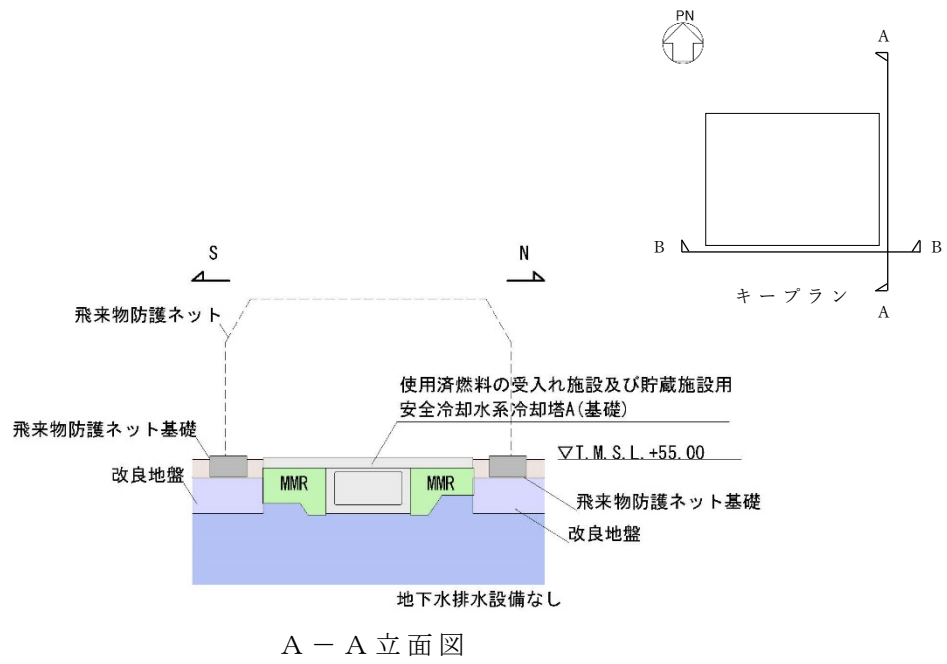 PN
A
B
B
キープラン
A
S
N
飛来物防護ネット
使用済燃料の受入れ施設及び貯蔵施設用
安全冷却水系冷却塔A(基礎)
飛来物防護ネット基礎
▽T.M.S.L.+55.00
改良地盤
MMR
MMR
飛来物防護ネット基礎
改良地盤
地下水排水設備なし
A-A立面図